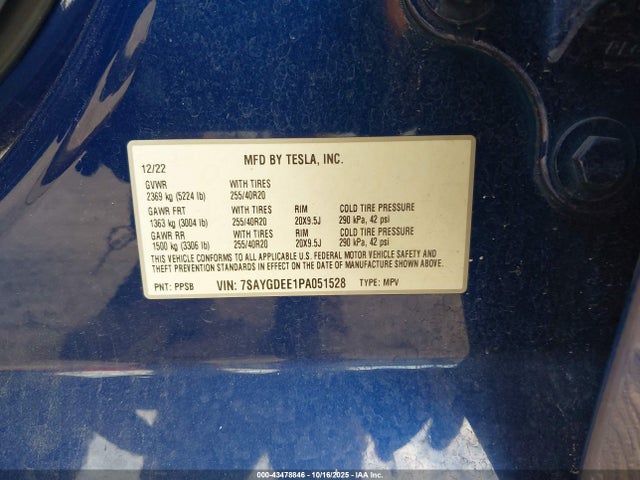 12/22 MFD BY TESLA, INC.
GVWR WITH TIRES
2369 kg (5224 lb) 255/40R20
GAWR FRT WITH TIRES RIM COLD TIRE PRESSURE
1363 kg (3004 lb) 255/40R20 20X9.5J 290 kPa, 42 psi
GAWR RR WITH TIRES RIM COLD TIRE PRESSURE
1500 kg (3306 lb) 255/40R20 20X9.5J 290 kPa, 42 psi
THIS VEHICLE CONFORMS TO ALL APPLICABLE U.S. FEDERAL MOTOR VEHICLE SAFETY AND
THEFT PREVENTION STANDARDS IN EFFECT ON THE DATE OF MANUFACTURE SHOWN ABOVE.
PNT: PPSB VIN: 7SAYGDEE1PA051528 TYPE: MPV
000-43478846 - 10/16/2025 - IAA Inc.